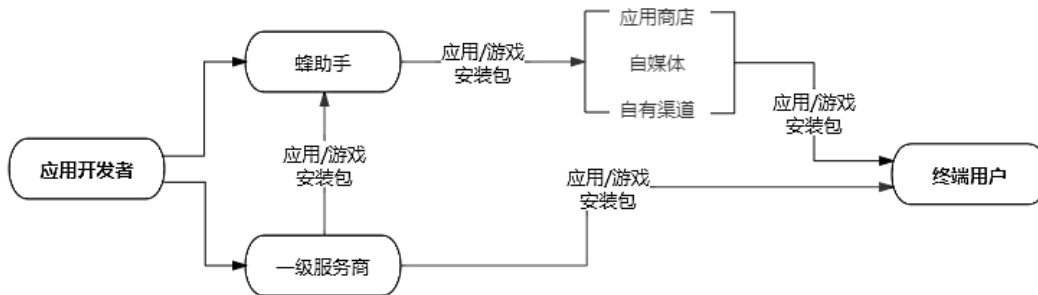 应用商店
蜂助手
应用/游戏
安装包
自媒体
自有渠道
应用/游戏
安装包
应用开发者
应用/游戏
安装包
应用/游戏
安装包
终端用户
一级服务商